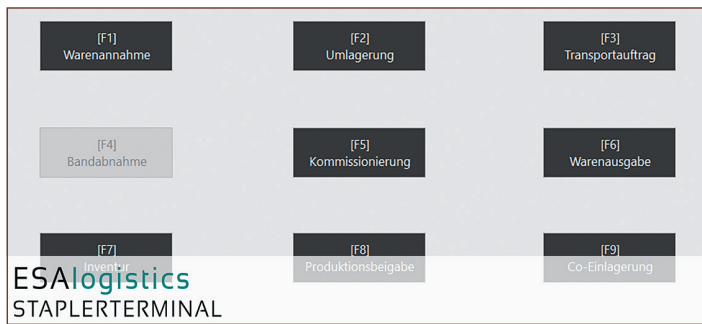 [F1]
Warenannahme
[F2]
Umlagerung
[F3]
Transportauftrag
[F4]
Bandabnahme
[F5]
Kommissionierung
[F6]
Warenausgabe
[F7]
Inventur
[F8]
Produktionsbeigabe
[F9]
Co-Einlagerung
ESAlogistics
STAPLERTERMINAL